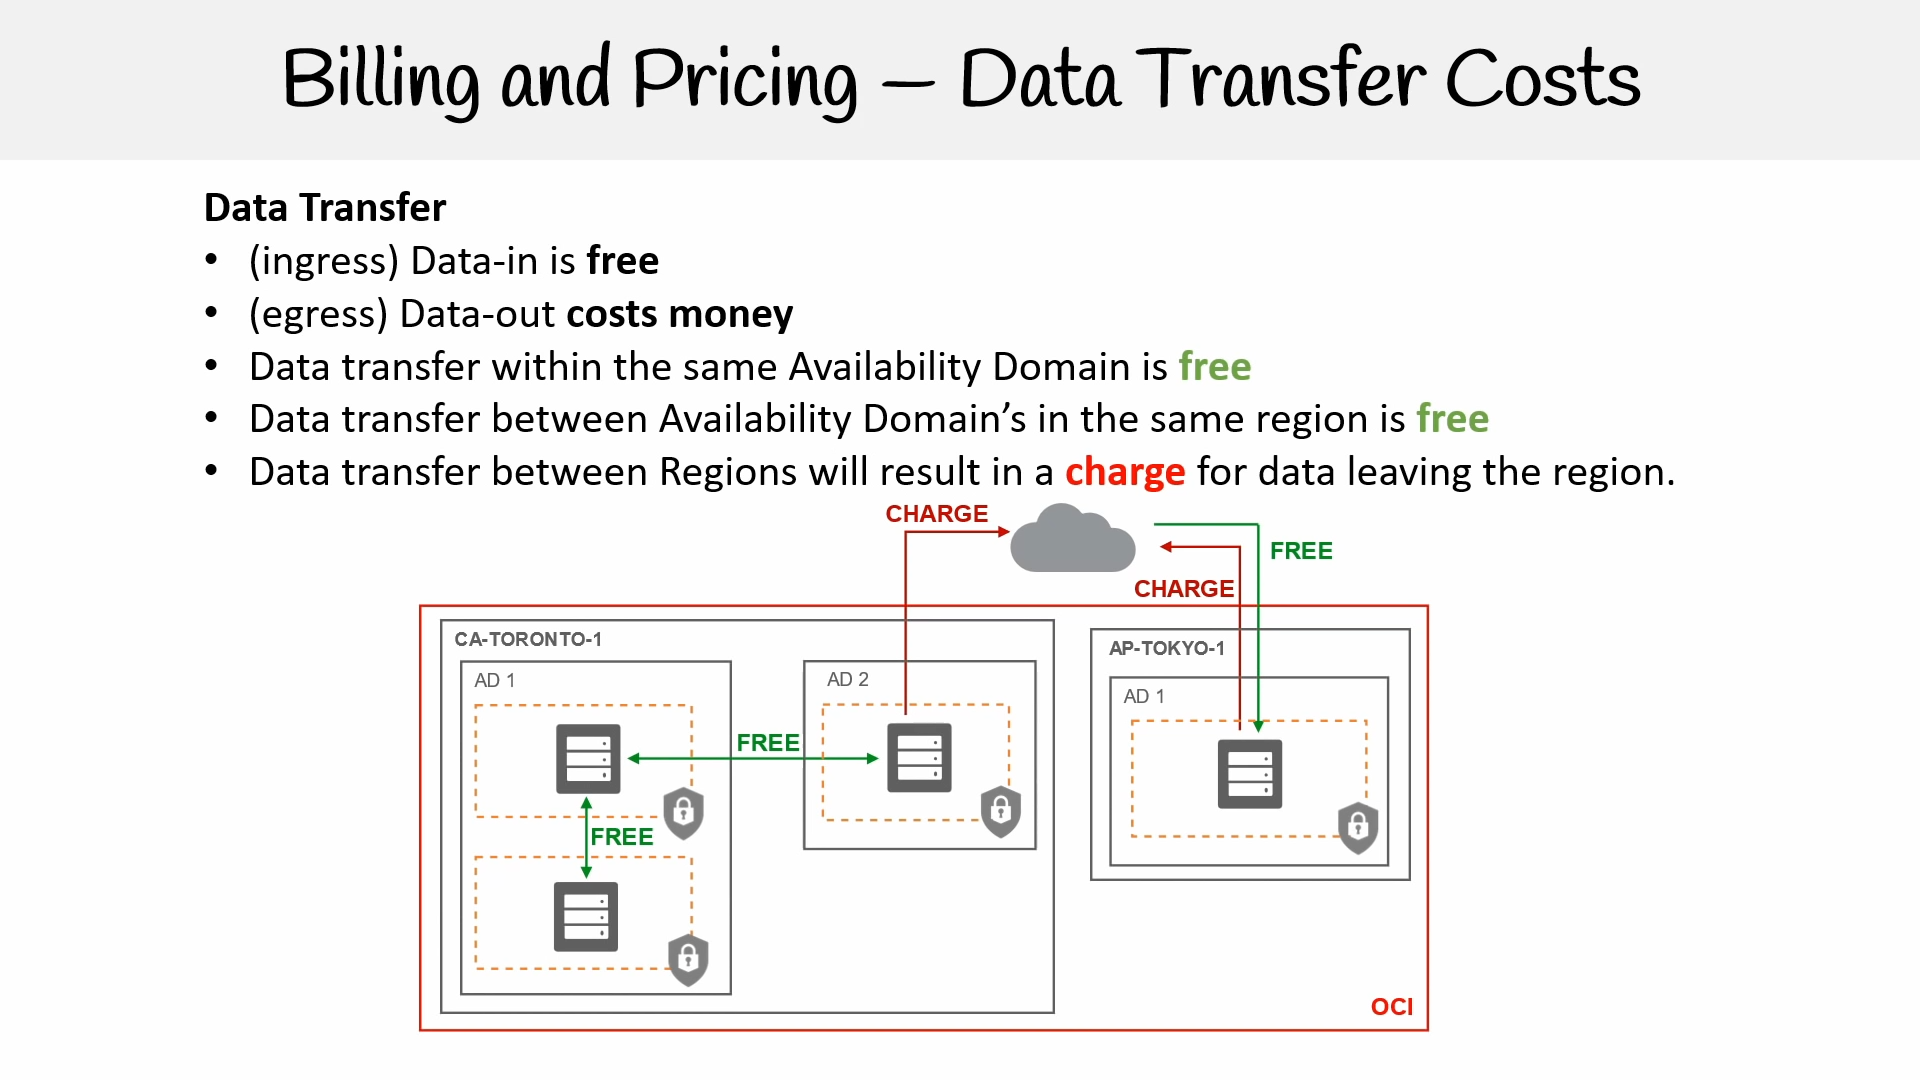 Billing and Pricing – Data Transfer Costs
Data Transfer
• (ingress) Data-in is free
• (egress) Data-out costs money
• Data transfer within the same Availability Domain is free
• Data transfer between Availability Domain’s in the same region is free
• Data transfer between Regions will result in a charge for data leaving the region.
CHARGE
FREE
CHARGE
CA-TORONTO-1
AP-TOKYO-1
AD 1
AD 2
AD 1
FREE
FREE
OCI